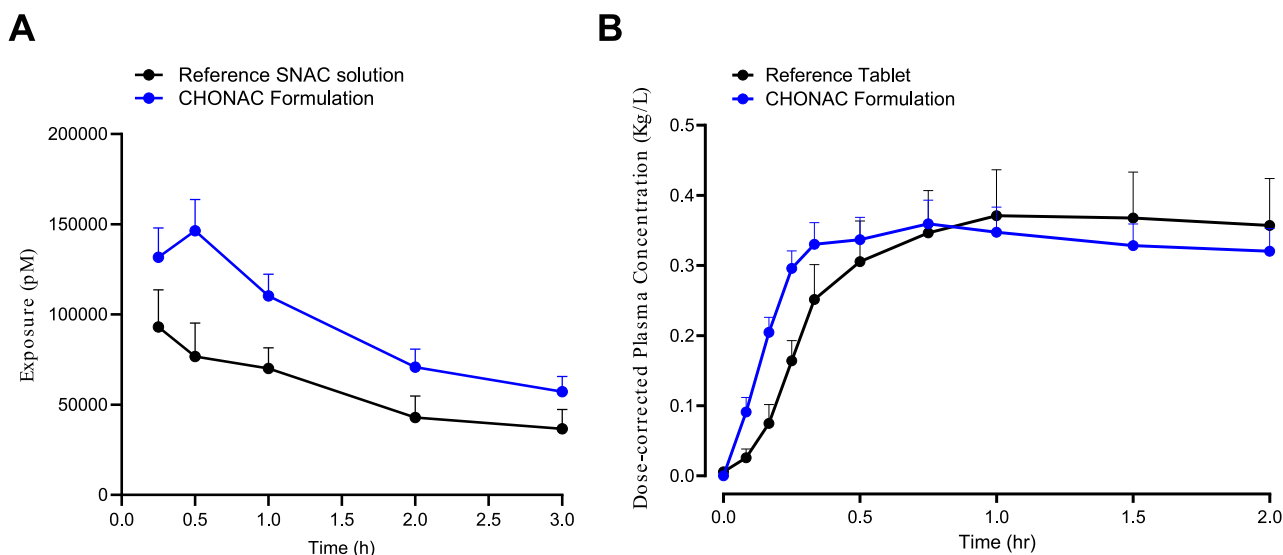 A
Reference SNAC solution
CHONAC Formulation
Exposure (pM)
200000
150000
100000
50000
0
0.0 0.5 1.0 1.5 2.0 2.5 3.0
Time (h)
B
Reference Tablet
CHONAC Formulation
Dose-corrected Plasma Concentration (Kg/L)
0.5
0.4
0.3
0.2
0.1
0.0
0.0 0.5 1.0 1.5 2.0
Time (hr)